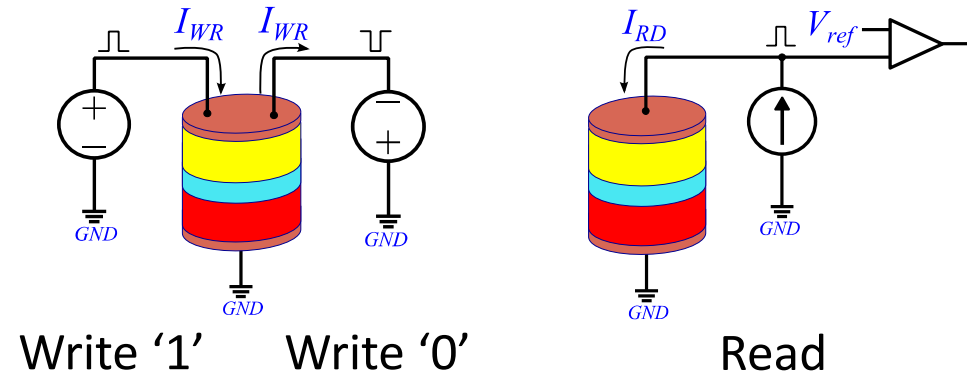 I_WR I_WR
I_RD
V_ref
+
−
−
+
GND
GND
GND
GND
GND
Write ‘1’
Write ‘0’
Read